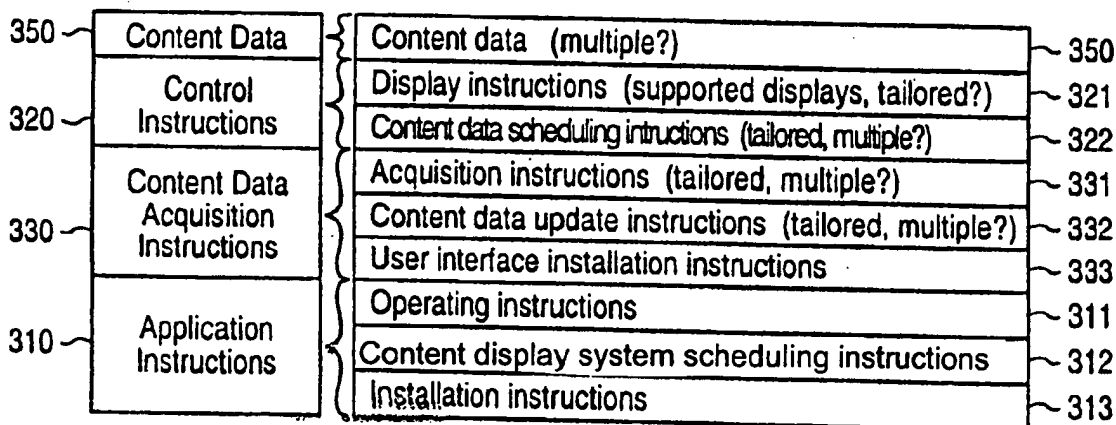 350
Content Data
Content data (multiple?)
350
320
Control
Instructions
Display instructions (supported displays, tailored?)
321
Content data scheduling intructions (tailored, multiple?)
322
330
Content Data
Acquisition
Instructions
Acquisition instructions (tailored, multiple?)
331
Content data update instructions (tailored, multiple?)
332
User interface installation instructions
333
310
Application
Instructions
Operating instructions
311
Content display system scheduling instructions
312
Installation instructions
313